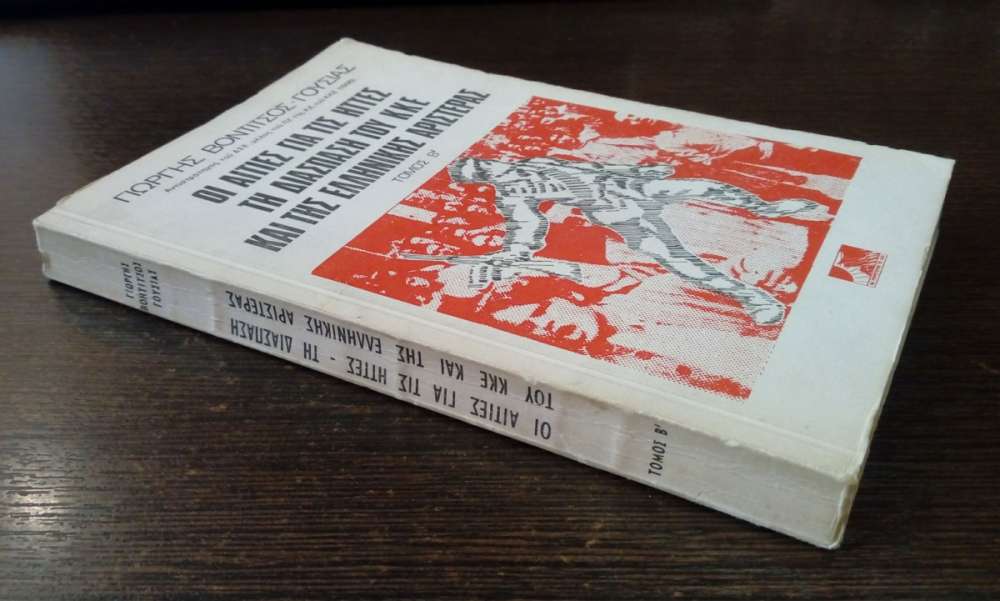 ΓΙΩΡΓΗΣ ΒΟΝΤΙΤΣΟΣ-ΓΟΥΣΙΑΣ
ΟΙ ΑΙΤΙΕΣ ΓΙΑ ΤΙΣ ΗΤΤΕΣ
ΤΗ ΔΙΑΣΠΑΣΗ ΤΟΥ ΚΚΕ
ΚΑΙ ΤΗΣ ΕΛΛΗΝΙΚΗΣ ΑΡΙΣΤΕΡΑΣ
ΤΟΜΟΣ Β'
ΓΙΩΡΓΗΣ
ΒΟΝΤΙΤΣΟΣ
ΓΟΥΣΙΑΣ
ΟΙ ΑΙΤΙΕΣ ΓΙΑ ΤΙΣ ΗΤΤΕΣ - ΤΗ ΔΙΑΣΠΑΣΗ
ΤΟΥ ΚΚΕ ΚΑΙ ΤΗΣ ΕΛΛΗΝΙΚΗΣ ΑΡΙΣΤΕΡΑΣ
ΤΟΜΟΣ Β'